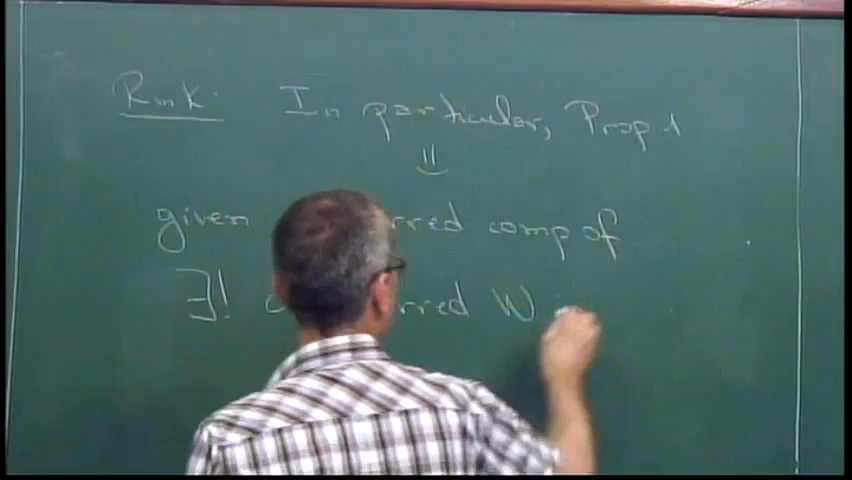 Rmk: In particular, Prop 1
⇓
given rred comp of
∃! rred W